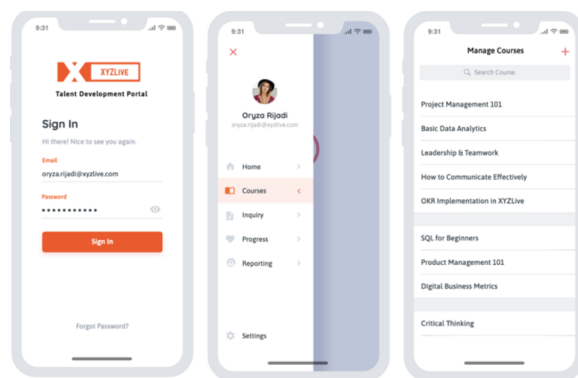 9:31
XYZLIVE
Talent Development Portal
Sign In
Hi there! Nice to see you again.
Email
oryza.rijadi@xyzlive.com
Password
Sign In
Forgot Password?
9:31
Oryza Rijadi
oryza.rijadi@xyzlive.com
Home
Courses
Inquiry
Progress
Reporting
Settings
9:31
Manage Courses
Search Course
Project Management 101
Basic Data Analytics
Leadership & Teamwork
How to Communicate Effectively
OKR Implementation in XYZLive
SQL for Beginners
Product Management 101
Digital Business Metrics
Critical Thinking